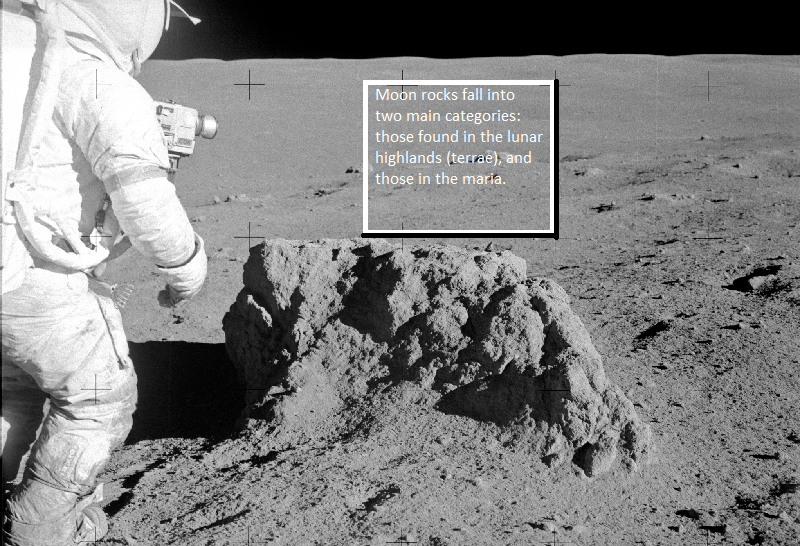 Moon rocks fall into
two main categories:
those found in the lunar
highlands (terrae), and
those in the maria.